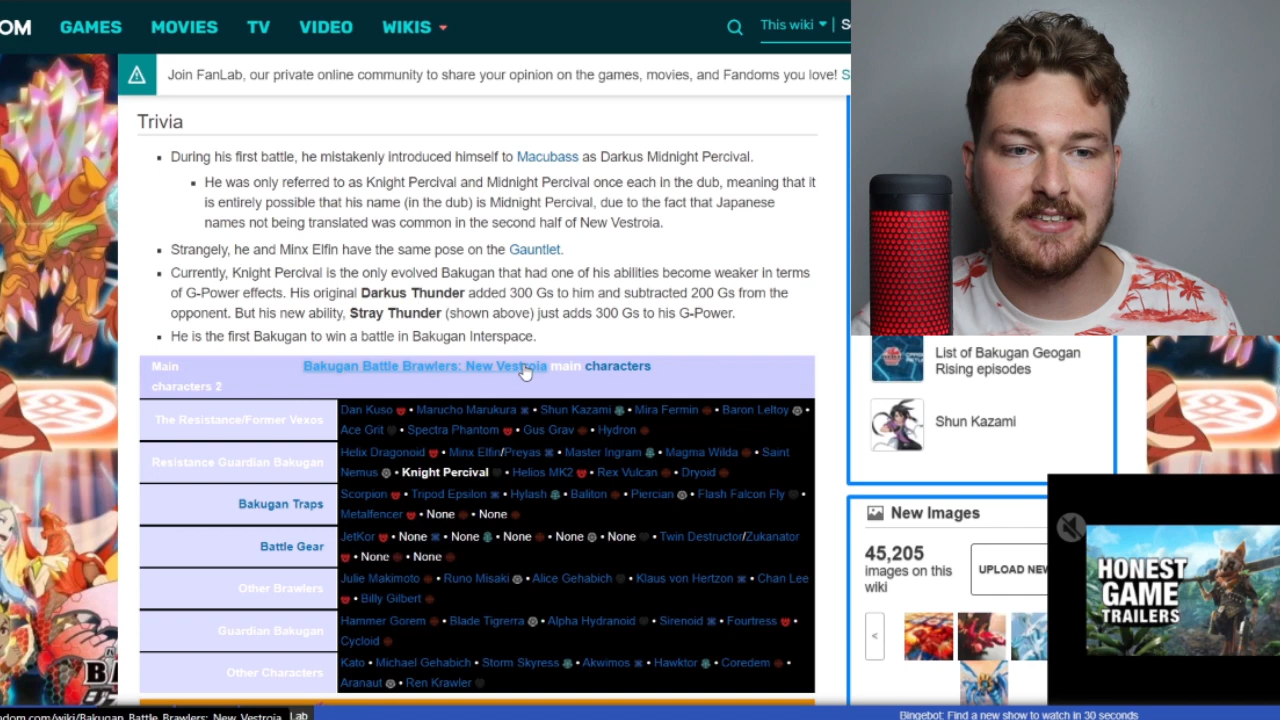 OM GAMES MOVIES TV VIDEO WIKIS This wiki | S
Join FanLab, our private online community to share your opinion on the games, movies, and Fandoms you love! S
Trivia
During his first battle, he mistakenly introduced himself to Macubass as Darkus Midnight Percival.
He was only referred to as Knight Percival and Midnight Percival once each in the dub, meaning that it
is entirely possible that his name (in the dub) is Midnight Percival, due to the fact that Japanese
names not being translated was common in the second half of New Vestroia.
Strangely, he and Minx Elfin have the same pose on the Gauntlet.
Currently, Knight Percival is the only evolved Bakugan that had one of his abilities become weaker in terms
of G-Power effects. His original Darkus Thunder added 300 Gs to him and subtracted 200 Gs from the
opponent. But his new ability, Stray Thunder (shown above) just adds 300 Gs to his G-Power.
He is the first Bakugan to win a battle in Bakugan Interspace.
Main
characters 2
Bakugan Battle Brawlers: New Vestroia main characters
The Resistance/Former Vexos
Dan Kuso • Marucho Marukura • Shun Kazami • Mira Fermin • Baron Leltoy •
Ace Grit • Spectra Phantom • Gus Grav • Hydron
Resistance Guardian Bakugan
Helix Dragonoid • Minx Elfin/Preyas • Master Ingram • Magma Wilda • Saint
Nemus • Knight Percival • Helios MK2 • Rex Vulcan • Dryoid
Bakugan Traps
Scorpion • Tripod Epsilon • Hylash • Baliton • Piercian • Flash Falcon Fly •
Metalfencer • None • None
Battle Gear
JetKor • None • None • None • None • None • Twin Destructor/Zukanator
• None • None
Other Brawlers
Julie Makimoto • Runo Misaki • Alice Gehabich • Klaus von Hertzon • Chan Lee
• Billy Gilbert
Guardian Bakugan
Hammer Gorem • Blade Tigrerra • Alpha Hydranoid • Sirenoid • Fourtress •
Cycloid
Other Characters
Kato • Michael Gehabich • Storm Skyress • Akwimos • Hawktor • Coredem •
Aranaut • Ren Krawler
List of Bakugan Geogan
Rising episodes
Shun Kazami
New Images
45,205
images on this
wiki
UPLOAD NEW
<
HONEST
GAME
TRAILERS
BA
ndom.com/wiki/Bakugan_Battle_Brawlers:_New_Vestroia
Lab
Bingebot: Find a new show to watch in 30 seconds